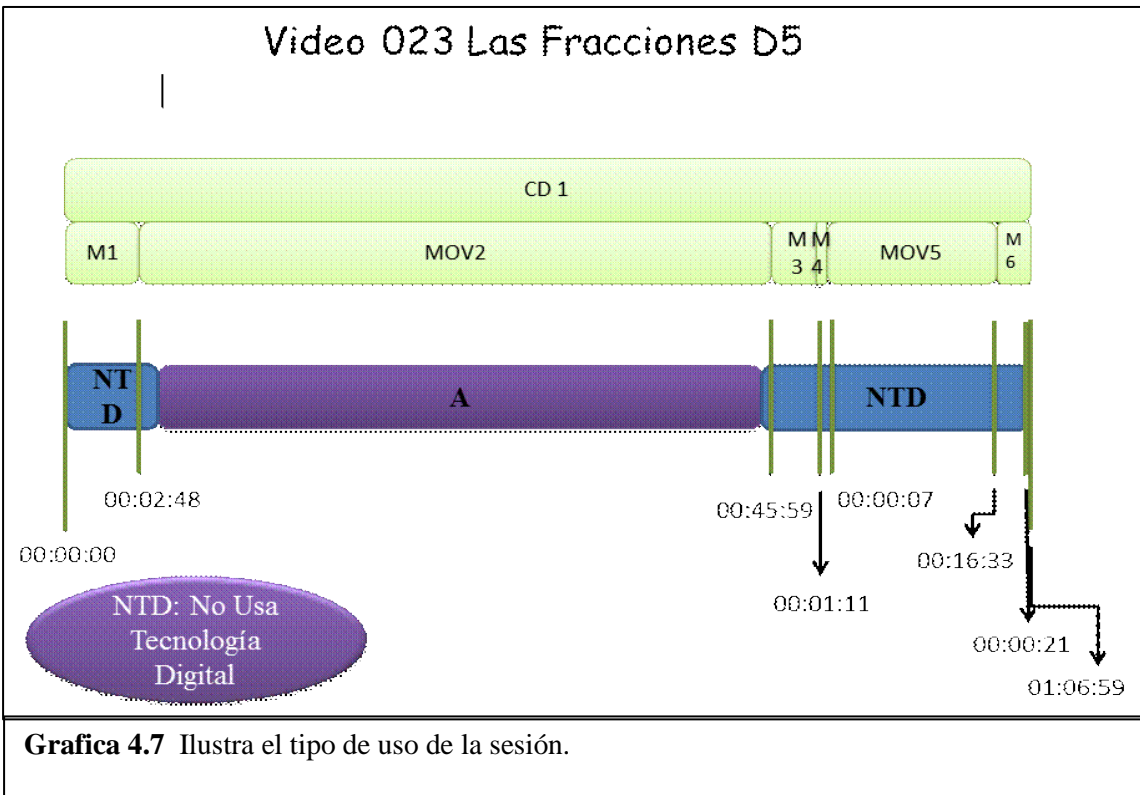 Video 023 Las Fracciones D5
CD 1
M1
MOV2
M M
3 4
MOV5
M
6
NT
D
A
NTD
00:02:48
00:45:59
00:00:07
00:00:00
00:16:33
00:01:11
NTD: No Usa
Tecnología
Digital
00:00:21
01:06:59
Grafica 4.7 Ilustra el tipo de uso de la sesión.